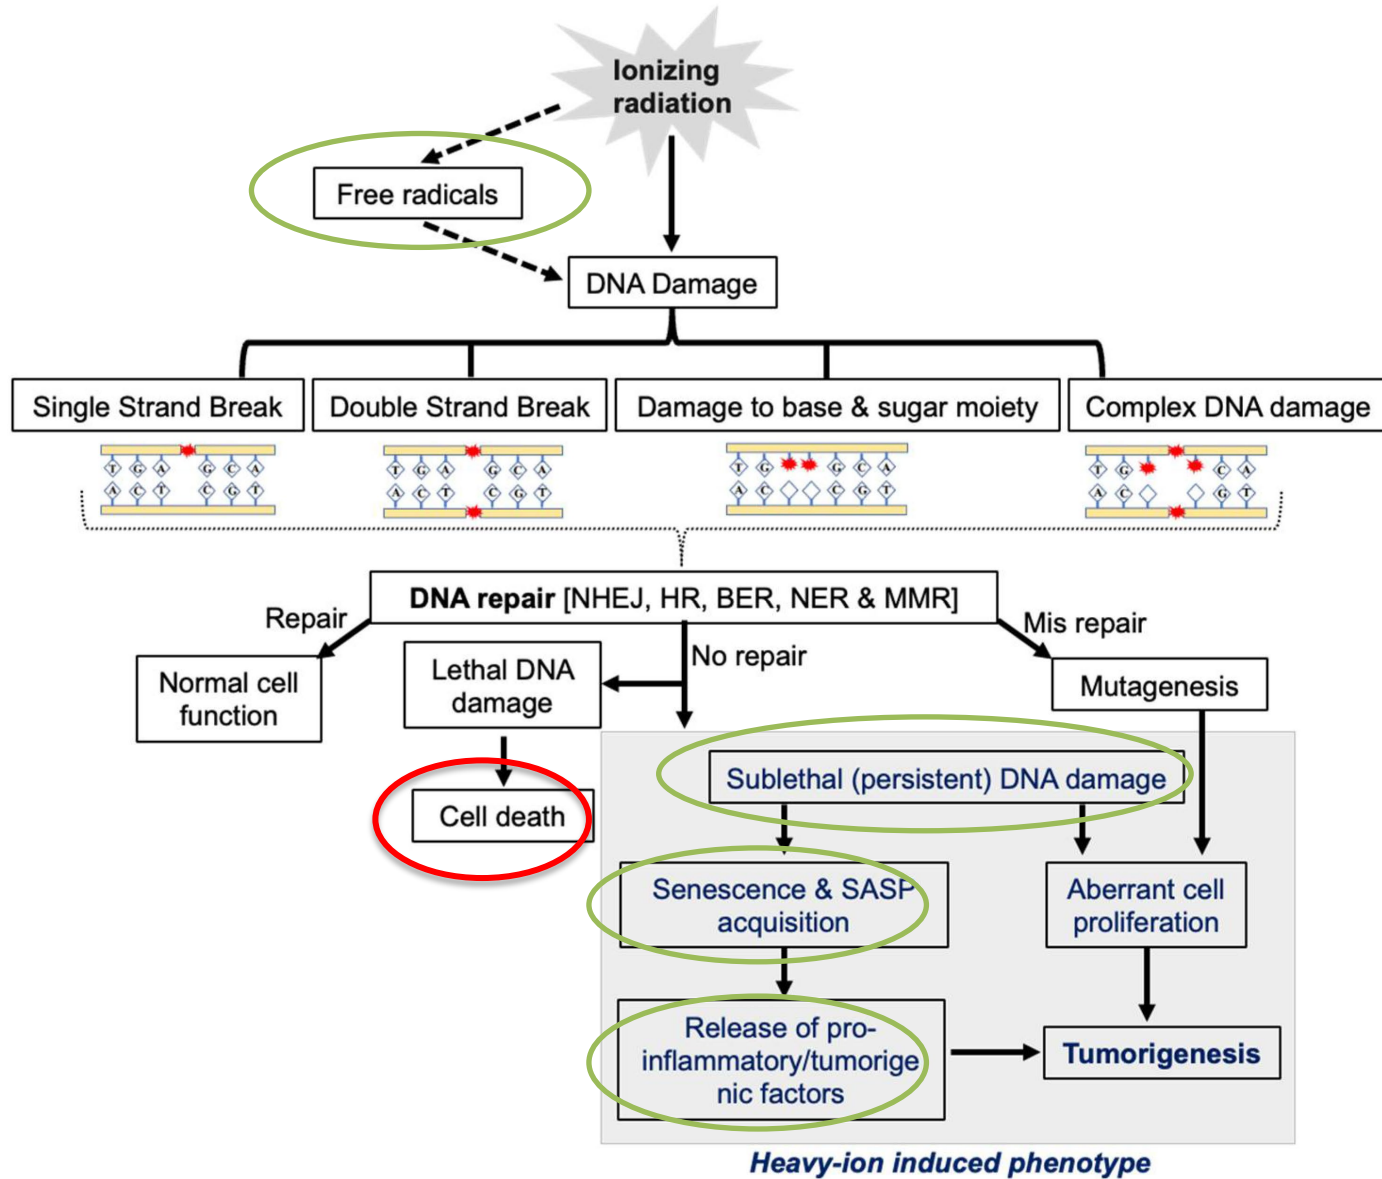 Ionizing
radiation
Free radicals
DNA Damage
Single Strand Break
Double Strand Break
Damage to base & sugar moiety
Complex DNA damage
T G A G C A
A C T C G T
T G A G C A
A C T C G T
T G G C A
A C C G T
T G C A
A C G T
DNA repair [NHEJ, HR, BER, NER & MMR]
Repair
No repair
Mis repair
Normal cell
function
Lethal DNA
damage
Mutagenesis
Cell death
Sublethal (persistent) DNA damage
Senescence & SASP
acquisition
Aberrant cell
proliferation
Release of pro-
inflammatory/tumorige
nic factors
Tumorigenesis
Heavy-ion induced phenotype